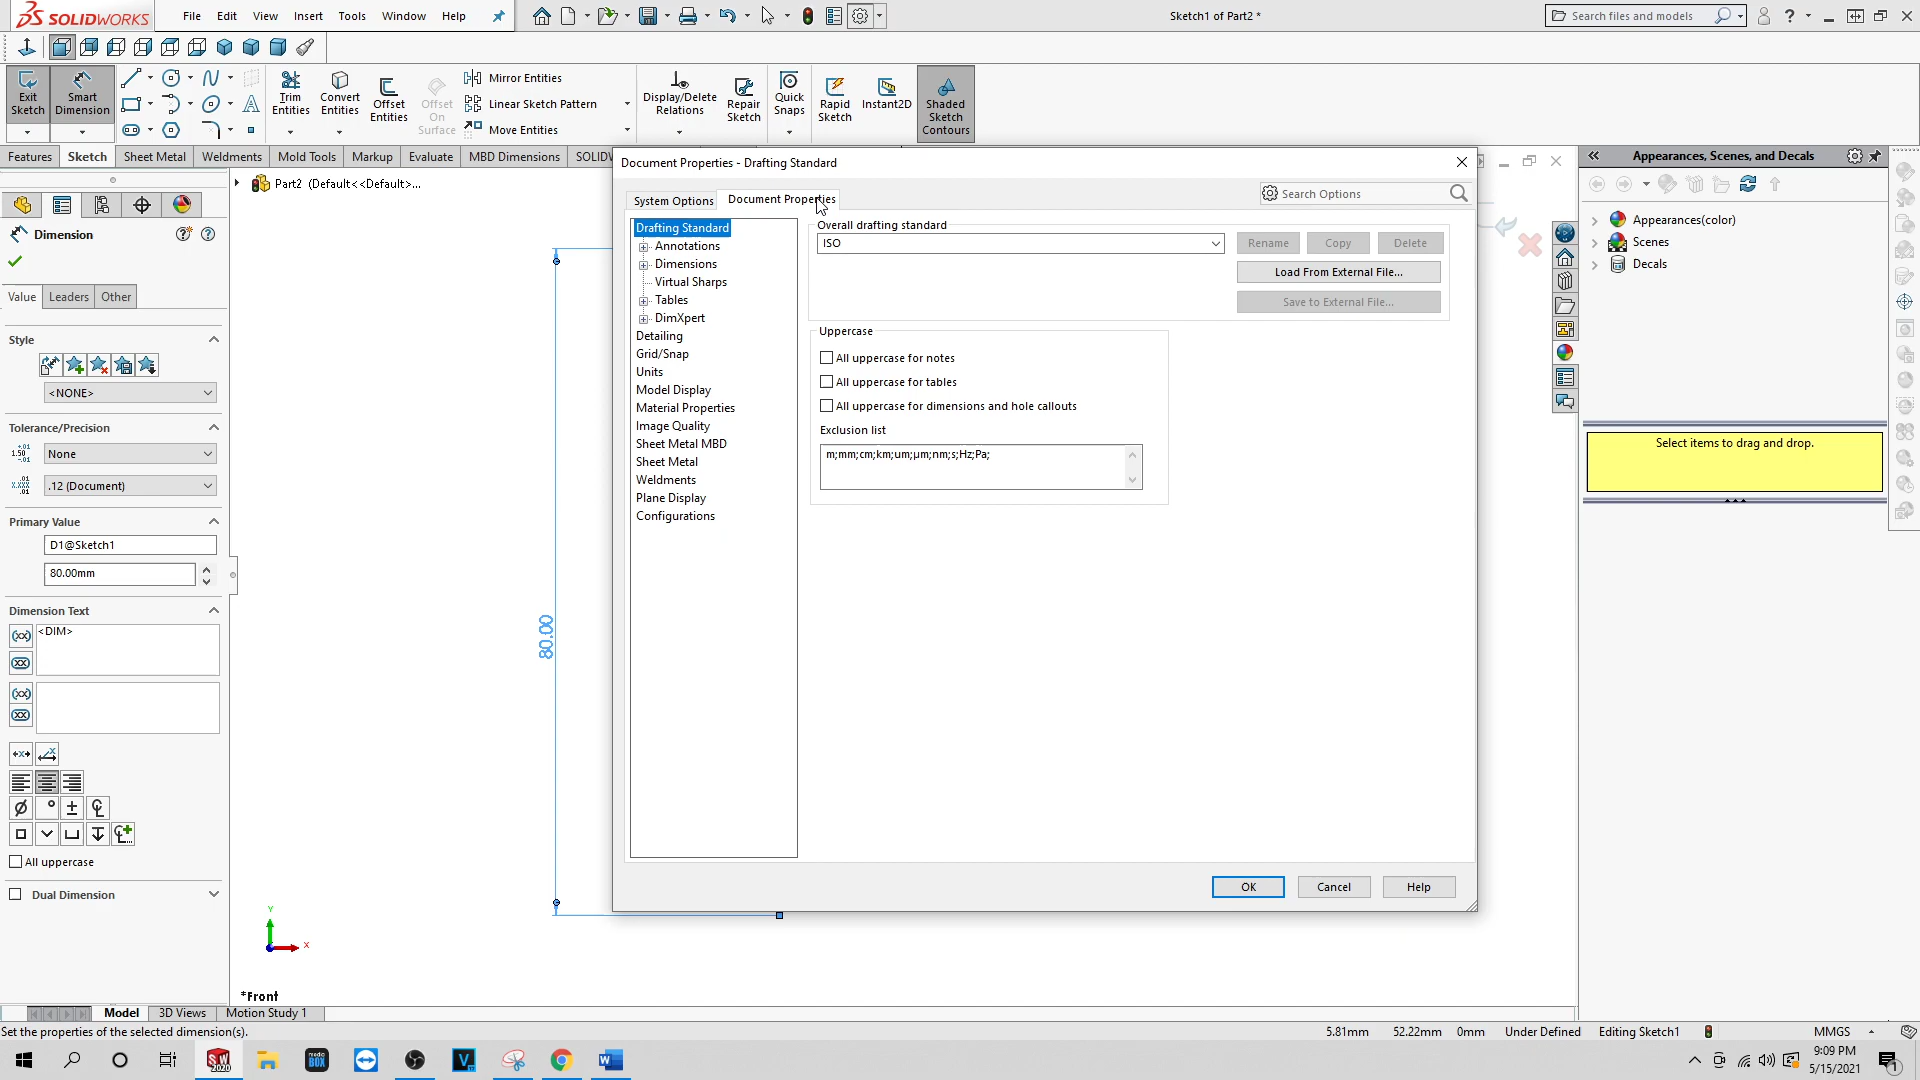 SOLIDWORKS
File Edit View Insert Tools Window Help
Sketch1 of Part2 *
Search files and models
Exit Sketch
Smart Dimension
Trim Entities
Convert Entities
Offset Entities
Offset On Surface
Mirror Entities
Linear Sketch Pattern
Move Entities
Display/Delete Relations
Repair Sketch
Quick Snaps
Rapid Sketch
Instant2D
Shaded Sketch Contours
Features Sketch Sheet Metal Weldments Mold Tools Markup Evaluate MBD Dimensions SOLIDW
Part2 (Default<<Default>...
Dimension
Value Leaders Other
Style
<NONE>
Tolerance/Precision
None
.12 (Document)
Primary Value
D1@Sketch1
80.00mm
Dimension Text
<DIM>
All uppercase
Dual Dimension
80.00
Y
X
*Front
Document Properties - Drafting Standard
System Options Document Properties
Search Options
Drafting Standard
Annotations
Dimensions
Virtual Sharps
Tables
DimXpert
Detailing
Grid/Snap
Units
Model Display
Material Properties
Image Quality
Sheet Metal MBD
Sheet Metal
Weldments
Plane Display
Configurations
Overall drafting standard
ISO
Rename Copy Delete
Load From External File...
Save to External File...
Uppercase
All uppercase for notes
All uppercase for tables
All uppercase for dimensions and hole callouts
Exclusion list
m;mm;cm;km;um;µm;nm;s;Hz;Pa;
OK Cancel Help
Appearances, Scenes, and Decals
Appearances(color)
Scenes
Decals
Select items to drag and drop.
Model 3D Views Motion Study 1
Set the properties of the selected dimension(s).
5.81mm 52.22mm 0mm Under Defined Editing Sketch1 MMGS
9:09 PM
5/15/2021